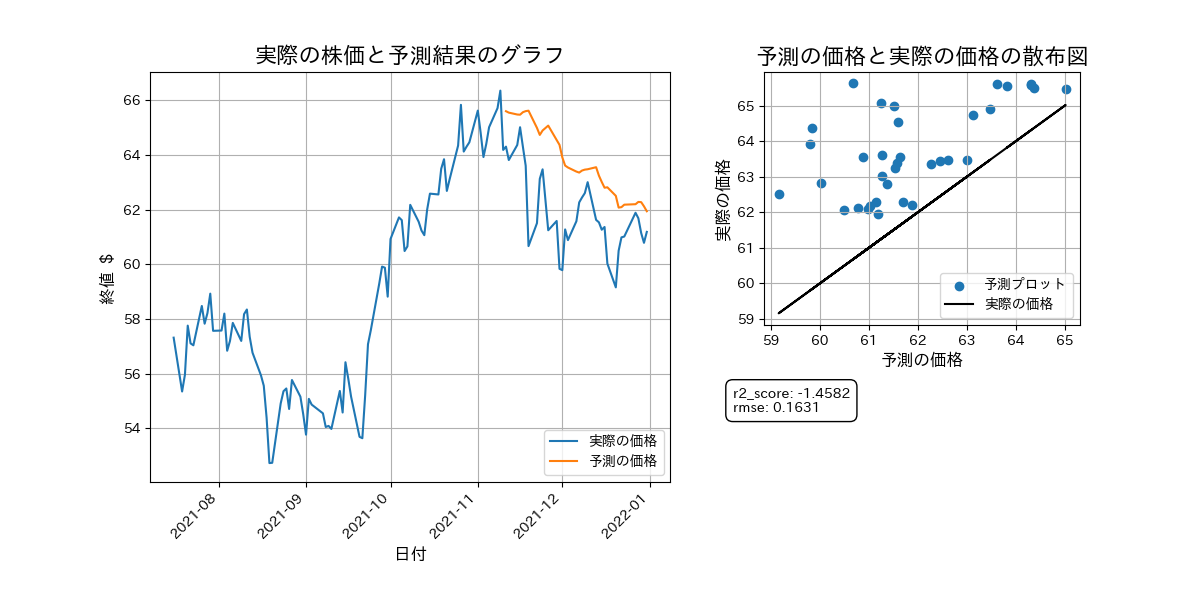 実際の株価と予測結果のグラフ
終値 $
66
64
62
60
58
56
54
2021-08
2021-09
2021-10
2021-11
2021-12
2022-01
日付
実際の価格
予測の価格
予測の価格と実際の価格の散布図
実際の価格
65
64
63
62
61
60
59
59 60 61 62 63 64 65
予測の価格
予測プロット
実際の価格
r2_score: -1.4582
rmse: 0.1631